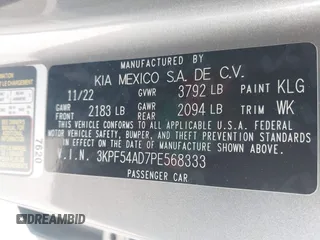 MFD. BY
KIA MEXICO S.A. DE C.V.
11/22 GVWR 3792 LB PAINT KLG
GAWR FRONT 2183 LB GAWR REAR 2094 LB TRIM WK
THIS VEHICLE CONFORMS TO ALL APPLICABLE U.S. FEDERAL
MOTOR VEHICLE SAFETY, BUMPER, AND THEFT PREVENTION STANDARDS
IN EFFECT ON THE DATE OF MANUFACTURE SHOWN ABOVE.
V.I.N. 3KPF54AD7PE568333
PASSENGER CAR
7620
DREAMBID